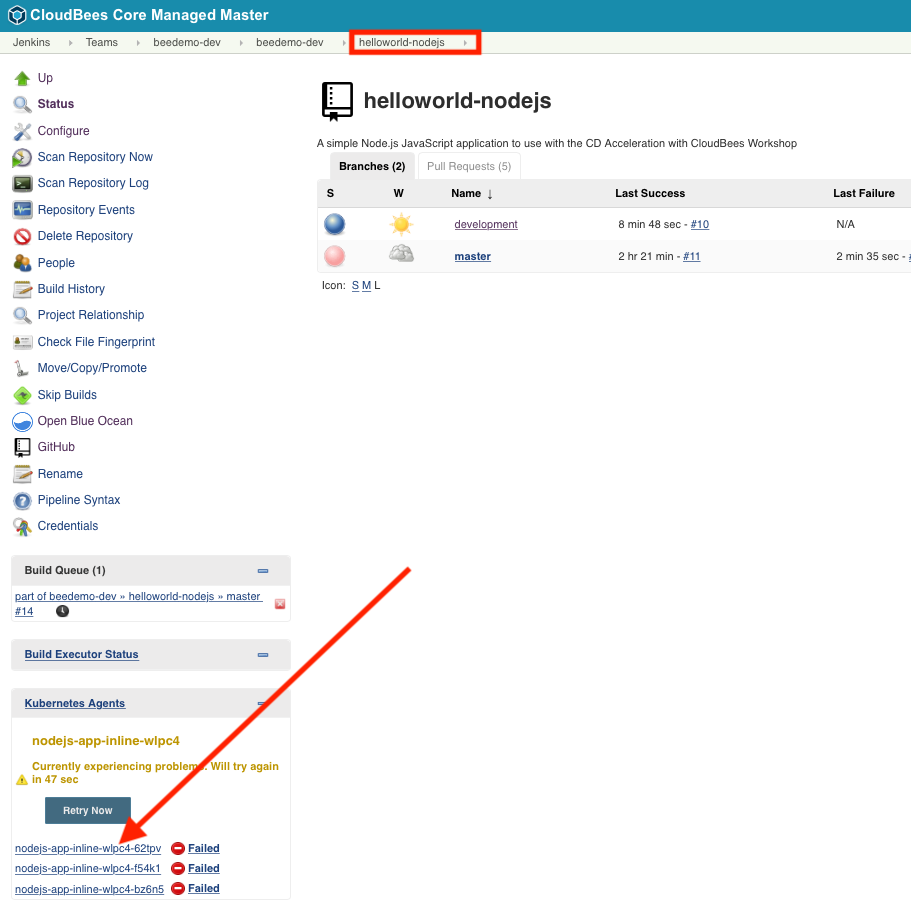 CloudBees Core Managed Master
Jenkins Teams beedemo-dev beedemo-dev helloworld-nodejs
Up
Status
Configure
Scan Repository Now
Scan Repository Log
Repository Events
Delete Repository
People
Build History
Project Relationship
Check File Fingerprint
Move/Copy/Promote
Skip Builds
Open Blue Ocean
GitHub
Rename
Pipeline Syntax
Credentials
Build Queue (1)
part of beedemo-dev » helloworld-nodejs » master
#14
Build Executor Status
Kubernetes Agents
nodejs-app-inline-wlpc4
Currently experiencing problems. Will try again
in 47 sec
Retry Now
nodejs-app-inline-wlpc4-62tpv Failed
nodejs-app-inline-wlpc4-f54k1 Failed
nodejs-app-inline-wlpc4-bz6n5 Failed
helloworld-nodejs
A simple Node.js JavaScript application to use with the CD Acceleration with CloudBees Workshop
Branches (2) Pull Requests (5)
S W Name ↓ Last Success Last Failure
development 8 min 48 sec - #10 N/A
master 2 hr 21 min - #11 2 min 35 sec - #
Icon: S M L